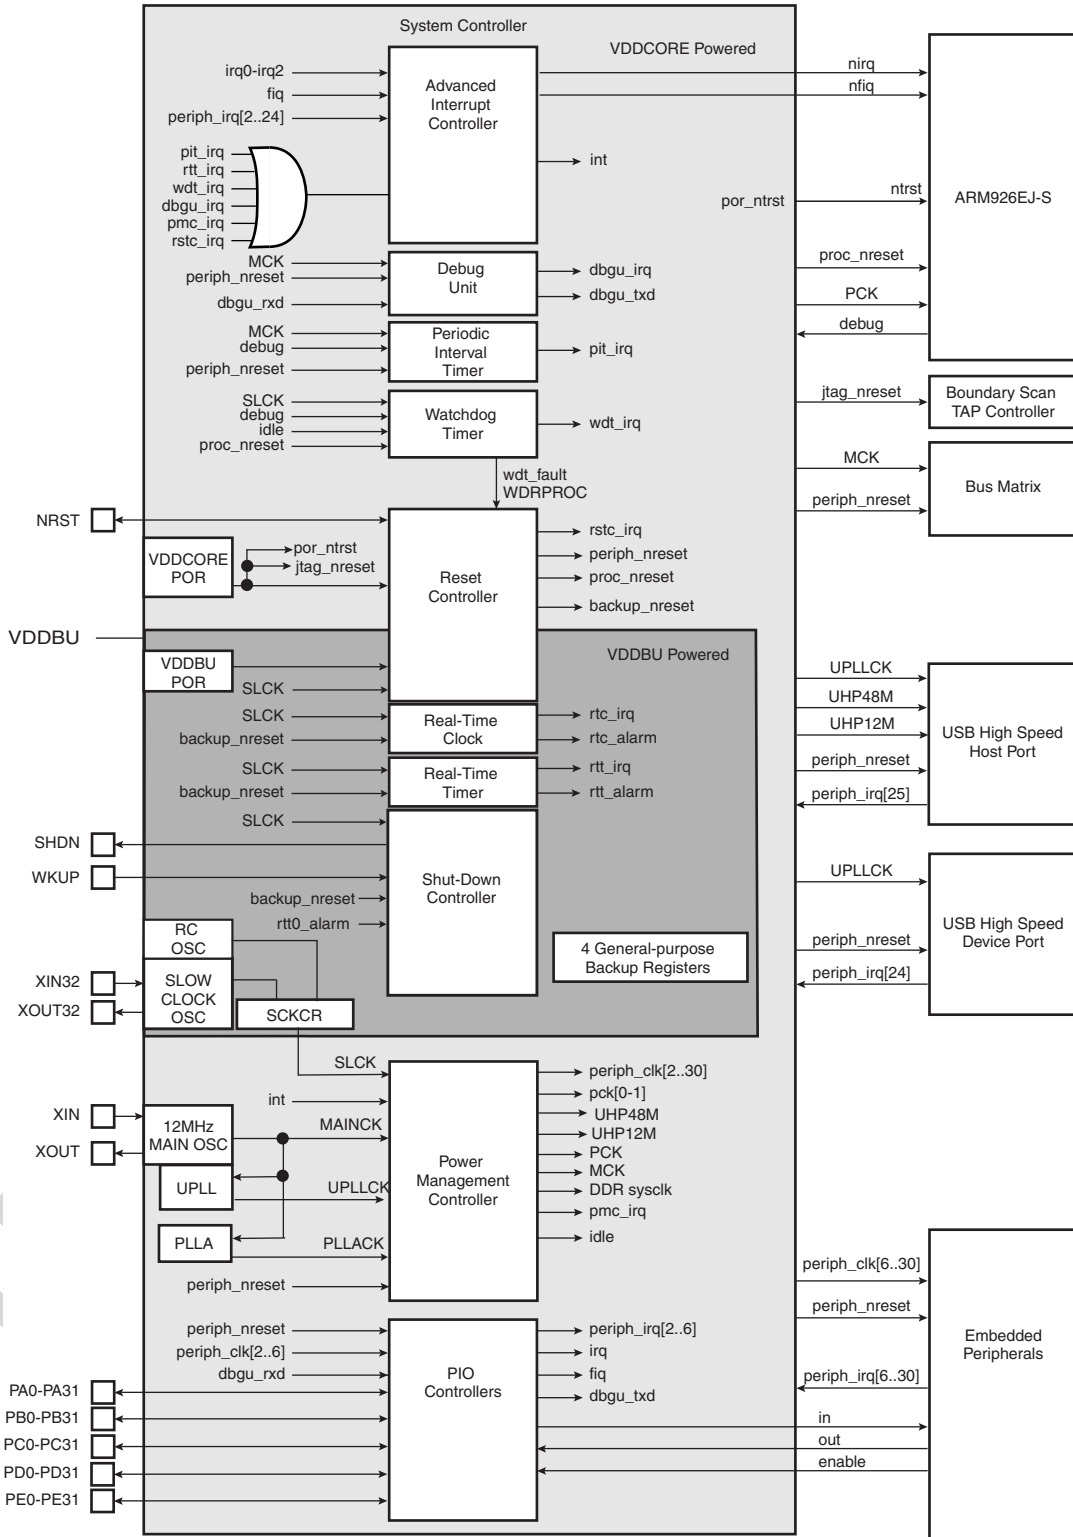 System Controller
VDDCORE Powered
irq0-irq2
fiq
periph_irq[2..24]
Advanced
Interrupt
Controller
nirq
nfiq
int
pit_irq
rtt_irq
wdt_irq
dbgu_irq
pmc_irq
rstc_irq
por_ntrst
ntrst
ARM926EJ-S
MCK
periph_nreset
dbgu_rxd
Debug
Unit
dbgu_irq
dbgu_txd
proc_nreset
PCK
debug
MCK
debug
periph_nreset
Periodic
Interval
Timer
pit_irq
SLCK
debug
idle
proc_nreset
Watchdog
Timer
wdt_irq
jtag_nreset
Boundary Scan
TAP Controller
wdt_fault
WDRPROC
MCK
periph_nreset
Bus Matrix
NRST
VDDCORE
POR
por_ntrst
jtag_nreset
Reset
Controller
rstc_irq
periph_nreset
proc_nreset
backup_nreset
VDDBU
VDDBU Powered
VDDBU
POR
SLCK
SLCK
backup_nreset
Real-Time
Clock
rtc_irq
rtc_alarm
SLCK
backup_nreset
Real-Time
Timer
rtt_irq
rtt_alarm
UPLLCK
UHP48M
UHP12M
periph_nreset
periph_irq[25]
USB High Speed
Host Port
SLCK
SHDN
WKUP
backup_nreset
rtt0_alarm
Shut-Down
Controller
4 General-purpose
Backup Registers
UPLLCK
periph_nreset
periph_irq[24]
USB High Speed
Device Port
RC
OSC
XIN32
XOUT32
SLOW
CLOCK
OSC
SCKCR
SLCK
int
MAINCK
XIN
XOUT
12MHz
MAIN OSC
UPLL
UPLLCK
PLLA
PLLACK
periph_nreset
Power
Management
Controller
periph_clk[2..30]
pck[0-1]
UHP48M
UHP12M
PCK
MCK
DDR sysclk
pmc_irq
idle
periph_nreset
periph_clk[2..6]
dbgu_rxd
PA0-PA31
PB0-PB31
PC0-PC31
PD0-PD31
PE0-PE31
PIO
Controllers
periph_irq[2..6]
irq
fiq
dbgu_txd
periph_clk[6..30]
periph_nreset
periph_irq[6..30]
in
out
enable
Embedded
Peripherals